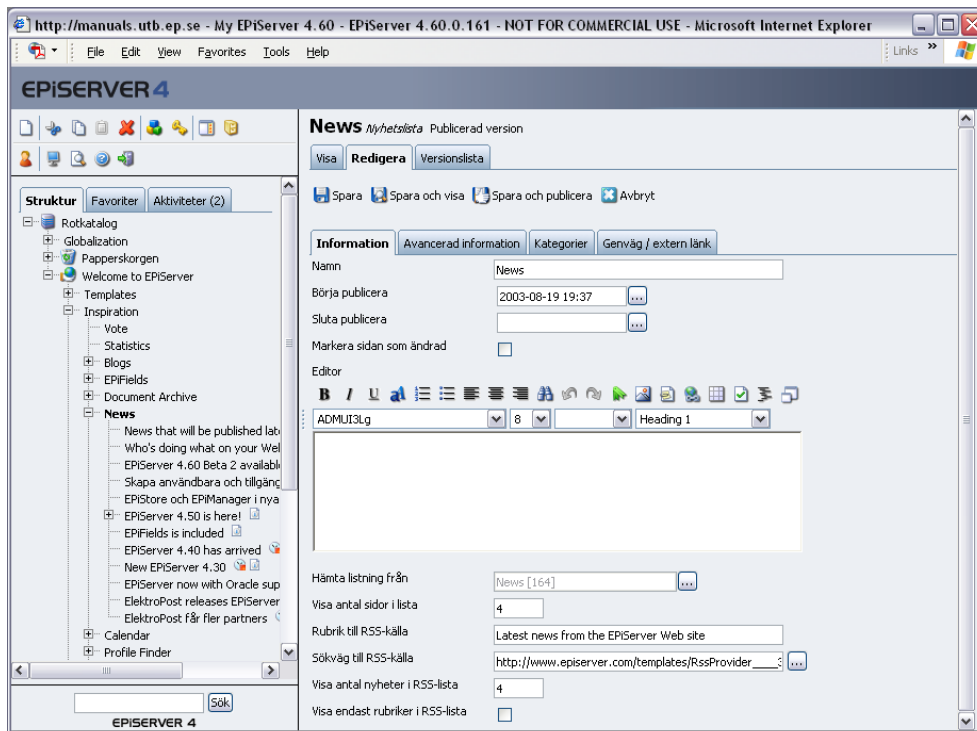 http://manuals.utb.ep.se - My EPiServer 4.60 - EPiServer 4.60.0.161 - NOT FOR COMMERCIAL USE - Microsoft Internet Explorer
File Edit View Favorites Tools Help Links »
EPiSERVER 4
Struktur Favoriter Aktiviteter (2)
Rotkatalog
Globalization
Papperskorgen
Welcome to EPiServer
Templates
Inspiration
Vote
Statistics
Blogs
EPiFields
Document Archive
News
News that will be published lat
Who's doing what on your Wel
EPiServer 4.60 Beta 2 availabl
Skapa användbara och tillgäng
EPiStore och EPiManager i nya
EPiServer 4.50 is here!
EPiFields is included
EPiServer 4.40 has arrived
New EPiServer 4.30
EPiServer now with Oracle sup
ElektroPost releases EPiServer
ElektroPost får fler partners
Calendar
Profile Finder
Sök
EPiSERVER 4
News Nyhetslista Publicerad version
Visa Redigera Versionslista
Spara Spara och visa Spara och publicera Avbryt
Information Avancerad information Kategorier Genväg / extern länk
Namn News
Börja publicera 2003-08-19 19:37 ...
Sluta publicera ...
Markera sidan som ändrad
Editor
B I U
ADMUI3Lg 8 Heading 1
Hämta listning från News [164] ...
Visa antal sidor i lista 4
Rubrik till RSS-källa Latest news from the EPiServer Web site
Sökväg till RSS-källa http://www.episerver.com/templates/RssProvider____3 ...
Visa antal nyheter i RSS-lista 4
Visa endast rubriker i RSS-lista